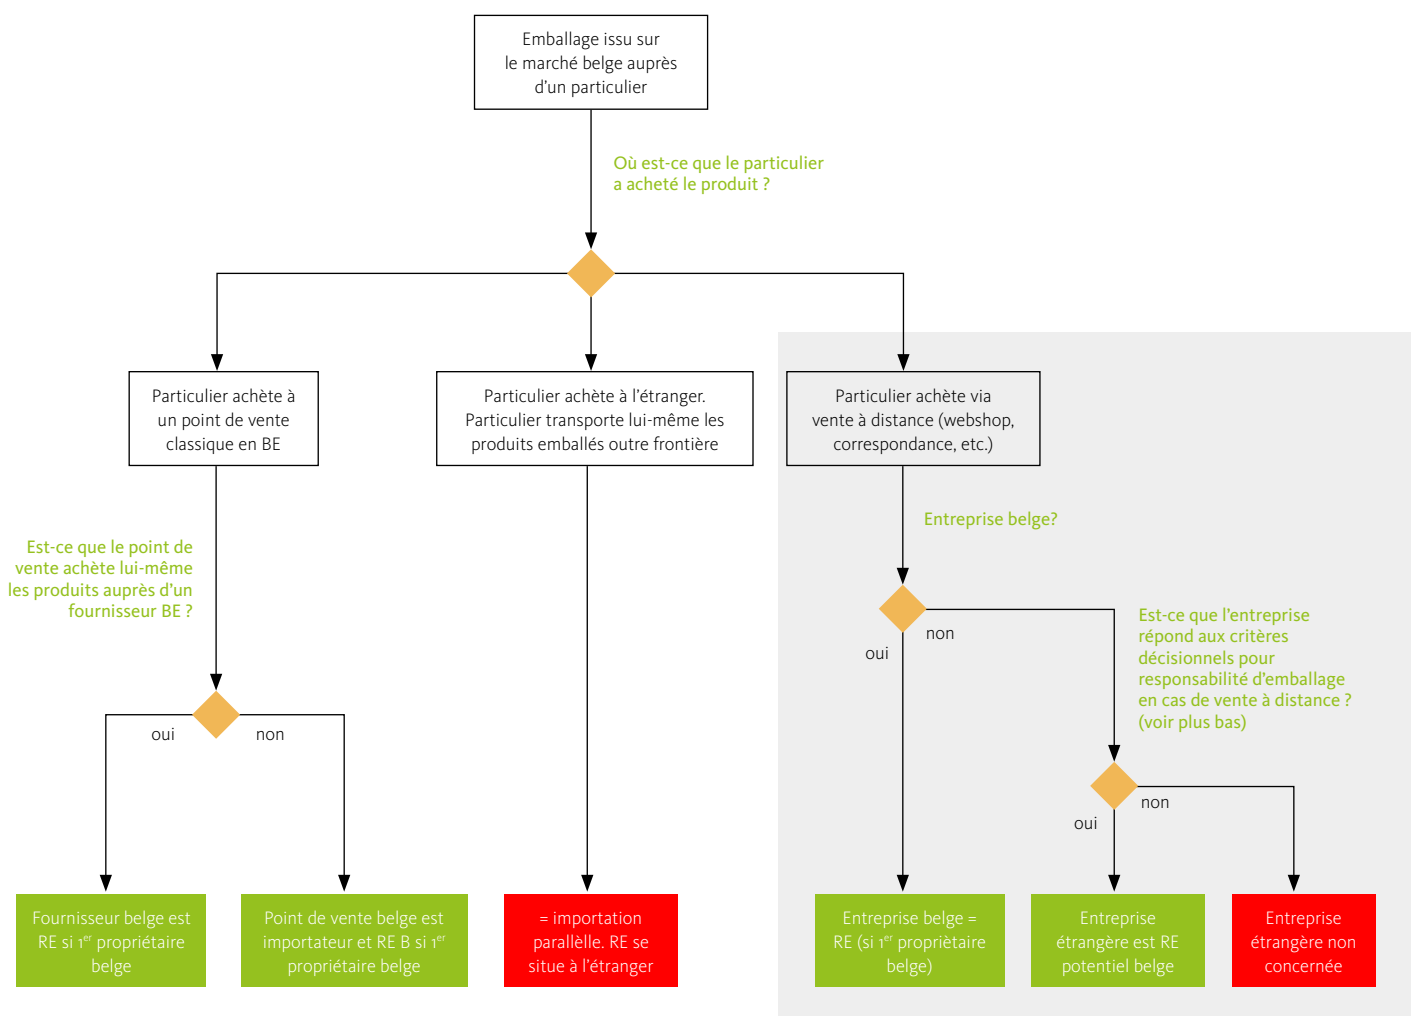 Emballage issu sur
le marché belge auprès
d'un particulier
Où est-ce que le particulier
a acheté le produit ?
Particulier achète à
un point de vente
classique en BE
Particulier achète à l'étranger.
Particulier transporte lui-même les
produits emballés outre frontière
Particulier achète via
vente à distance (webshop,
correspondance, etc.)
Est-ce que le point de
vente achète lui-même
les produits auprès d'un
fournisseur BE ?
Entreprise belge?
oui
non
Est-ce que l'entreprise
répond aux critères
décisionnels pour
responsabilité d'emballage
en cas de vente à distance ?
(voir plus bas)
oui
non
oui
non
Fournisseur belge est
RE si 1er propriétaire
belge
Point de vente belge est
importateur et RE B si 1er
propriétaire belge
= importation
parallèlle. RE se
situe à l'étranger
Entreprise belge =
RE (si 1er propriètaire
belge)
Entreprise
étrangère est RE
potentiel belge
Entreprise
étrangère non
concernée